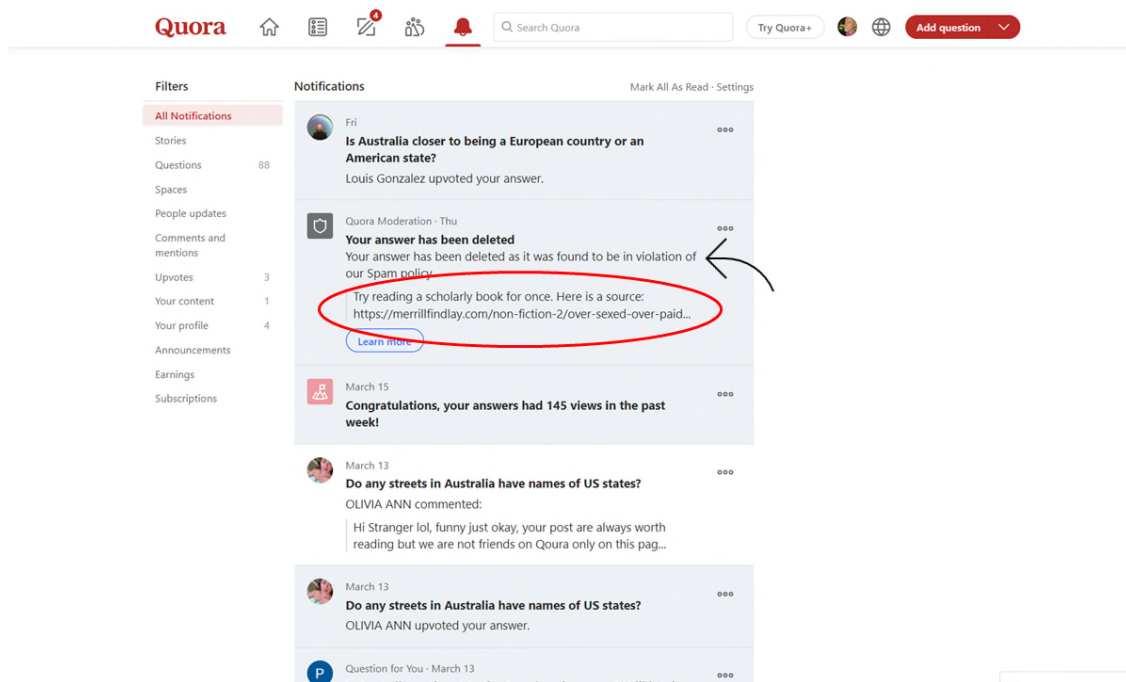 Quora
4
Search Quora
Try Quora+
Add question
Filters
All Notifications
Stories
Questions 88
Spaces
People updates
Comments and
mentions
Upvotes 3
Your content 1
Your profile 4
Announcements
Earnings
Subscriptions
Notifications
Mark All As Read · Settings
Fri
Is Australia closer to being a European country or an
American state?
Louis Gonzalez upvoted your answer.
Quora Moderation · Thu
Your answer has been deleted
Your answer has been deleted as it was found to be in violation of
our Spam policy
Try reading a scholarly book for once. Here is a source:
https://merrillfindlay.com/non-fiction-2/over-sexed-over-paid...
Learn more
March 15
Congratulations, your answers had 145 views in the past
week!
March 13
Do any streets in Australia have names of US states?
OLIVIA ANN commented:
Hi Stranger lol, funny just okay, your post are always worth
reading but we are not friends on Qoura only on this pag...
March 13
Do any streets in Australia have names of US states?
OLIVIA ANN upvoted your answer.
P
Question for You · March 13